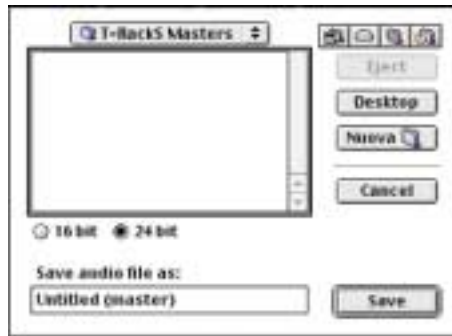 T-RackS Masters
Eject
Desktop
Nuova
Cancel
16 bit 24 bit
Save audio file as:
Untitled (master)
Save